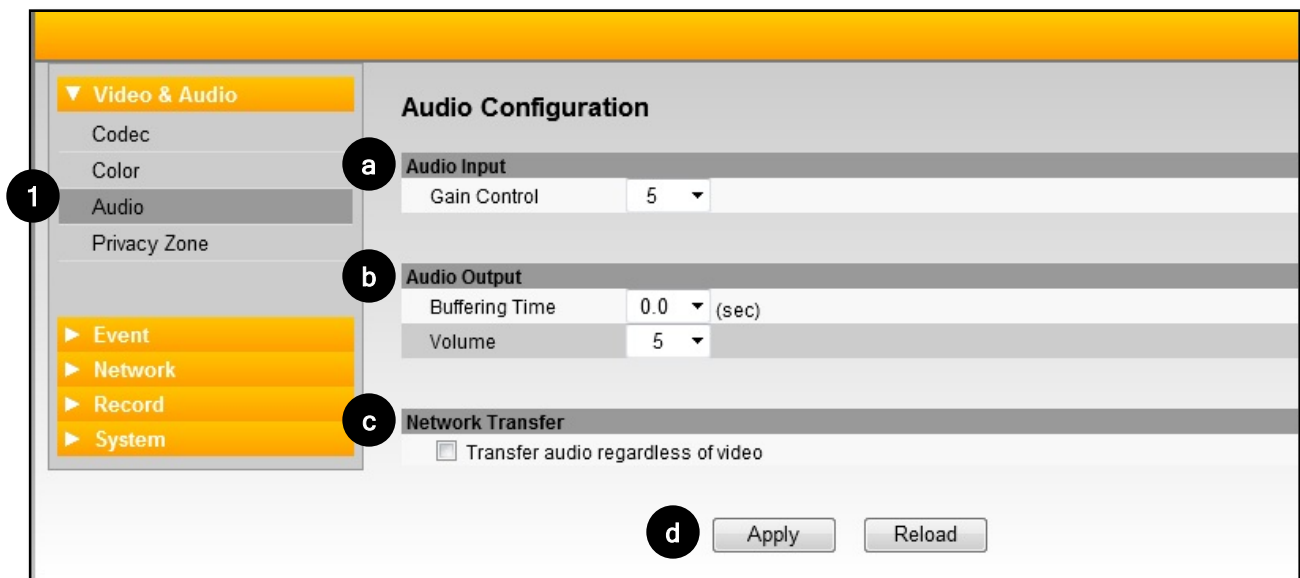 Video & Audio
Codec
Color
1
Audio
Privacy Zone
Event
Network
Record
System
Audio Configuration
a
Audio Input
Gain Control 5
b
Audio Output
Buffering Time 0.0 (sec)
Volume 5
c
Network Transfer
Transfer audio regardless of video
d
Apply Reload